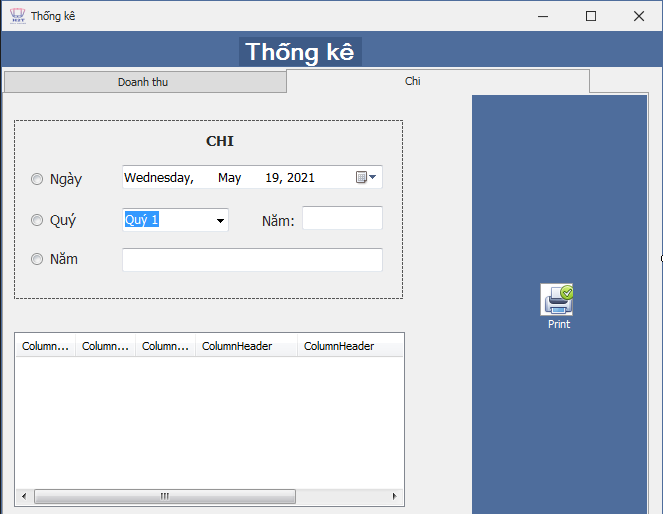 Thống kê
Thống kê
Doanh thu
Chi
CHI
Ngày
Wednesday, May 19, 2021
Quý
Quý 1
Năm:
Năm
Print
Column... Column... Column... ColumnHeader ColumnHeader